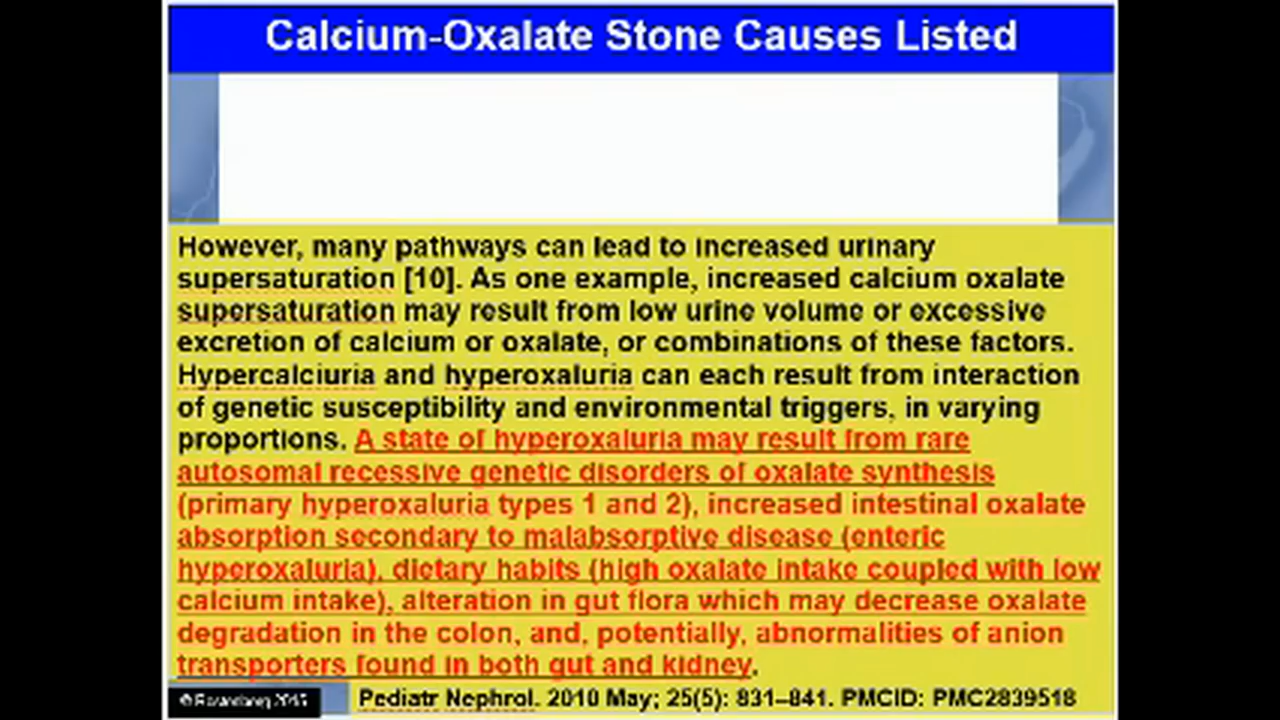 Calcium-Oxalate Stone Causes Listed
However, many pathways can lead to increased urinary
supersaturation [10]. As one example, increased calcium oxalate
supersaturation may result from low urine volume or excessive
excretion of calcium or oxalate, or combinations of these factors.
Hypercalciuria and hyperoxaluria can each result from interaction
of genetic susceptibility and environmental triggers, in varying
proportions. A state of hyperoxaluria may result from rare
autosomal recessive genetic disorders of oxalate synthesis
(primary hyperoxaluria types 1 and 2), increased intestinal oxalate
absorption secondary to malabsorptive disease (enteric
hyperoxaluria), dietary habits (high oxalate intake coupled with low
calcium intake), alteration in gut flora which may decrease oxalate
degradation in the colon, and, potentially, abnormalities of anion
transporters found in both gut and kidney.
© Rosenberg
Pediatr Nephrol. 2010 May; 25(5): 831–841. PMCID: PMC2839518